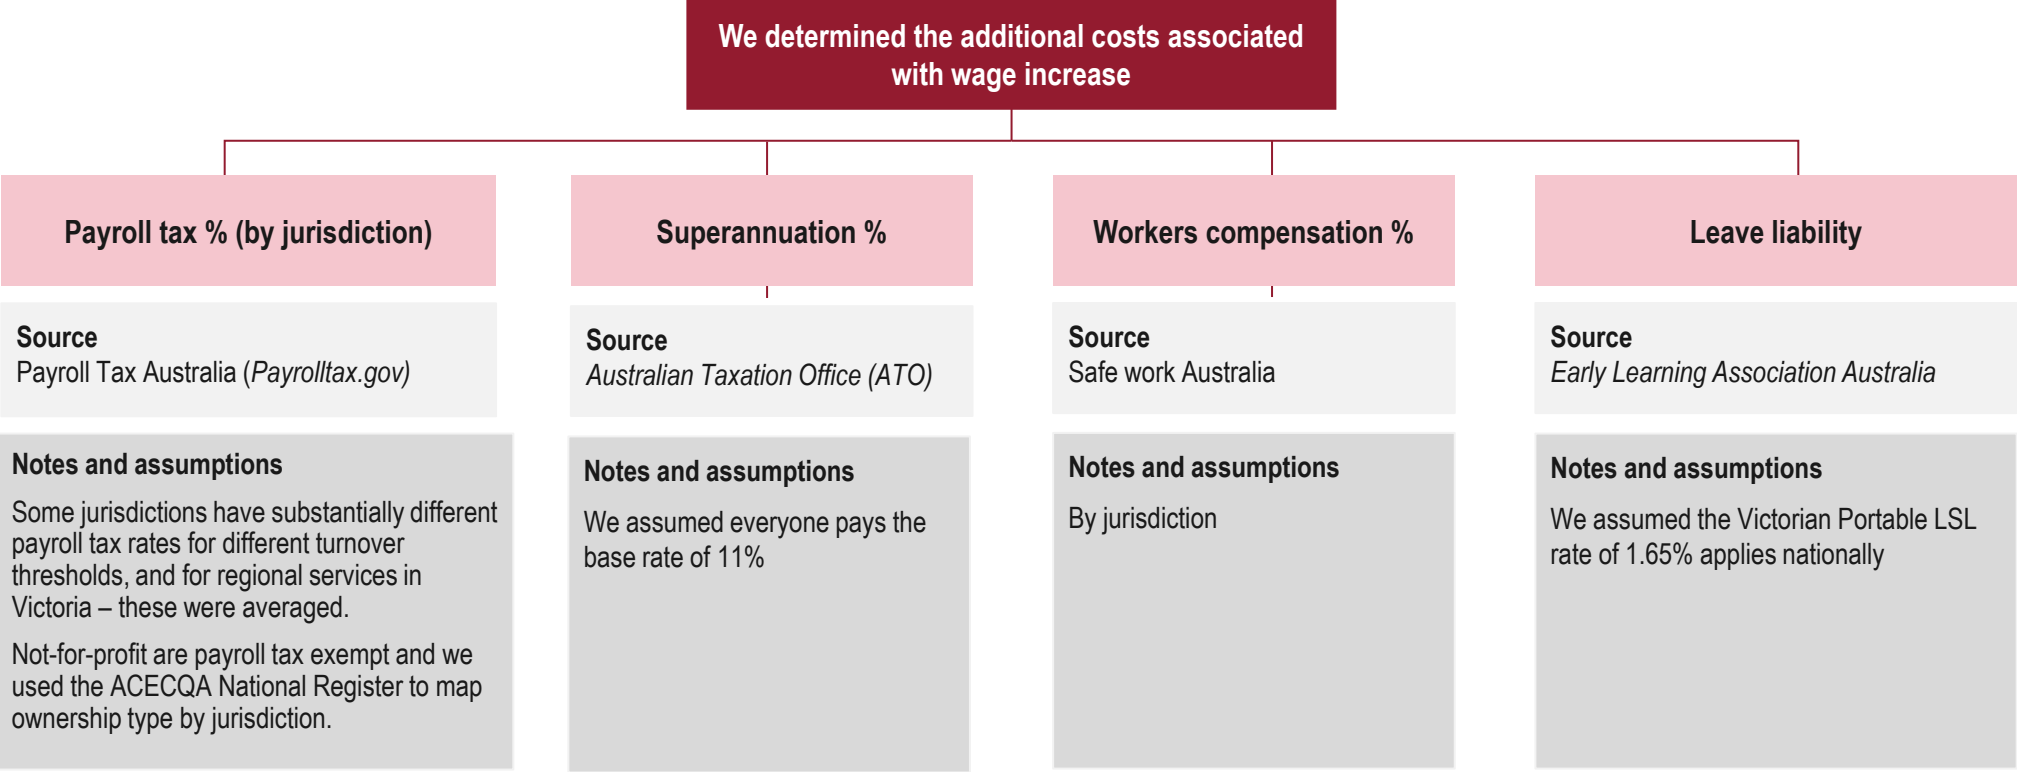 We determined the additional costs associated
with wage increase
Payroll tax % (by jurisdiction)
Superannuation %
Workers compensation %
Leave liability
Source
Payroll Tax Australia (Payrolltax.gov)
Source
Australian Taxation Office (ATO)
Source
Safe work Australia
Source
Early Learning Association Australia
Notes and assumptions
Some jurisdictions have substantially different
payroll tax rates for different turnover
thresholds, and for regional services in
Victoria – these were averaged.
Not-for-profit are payroll tax exempt and we
used the ACECQA National Register to map
ownership type by jurisdiction.
Notes and assumptions
We assumed everyone pays the
base rate of 11%
Notes and assumptions
By jurisdiction
Notes and assumptions
We assumed the Victorian Portable LSL
rate of 1.65% applies nationally